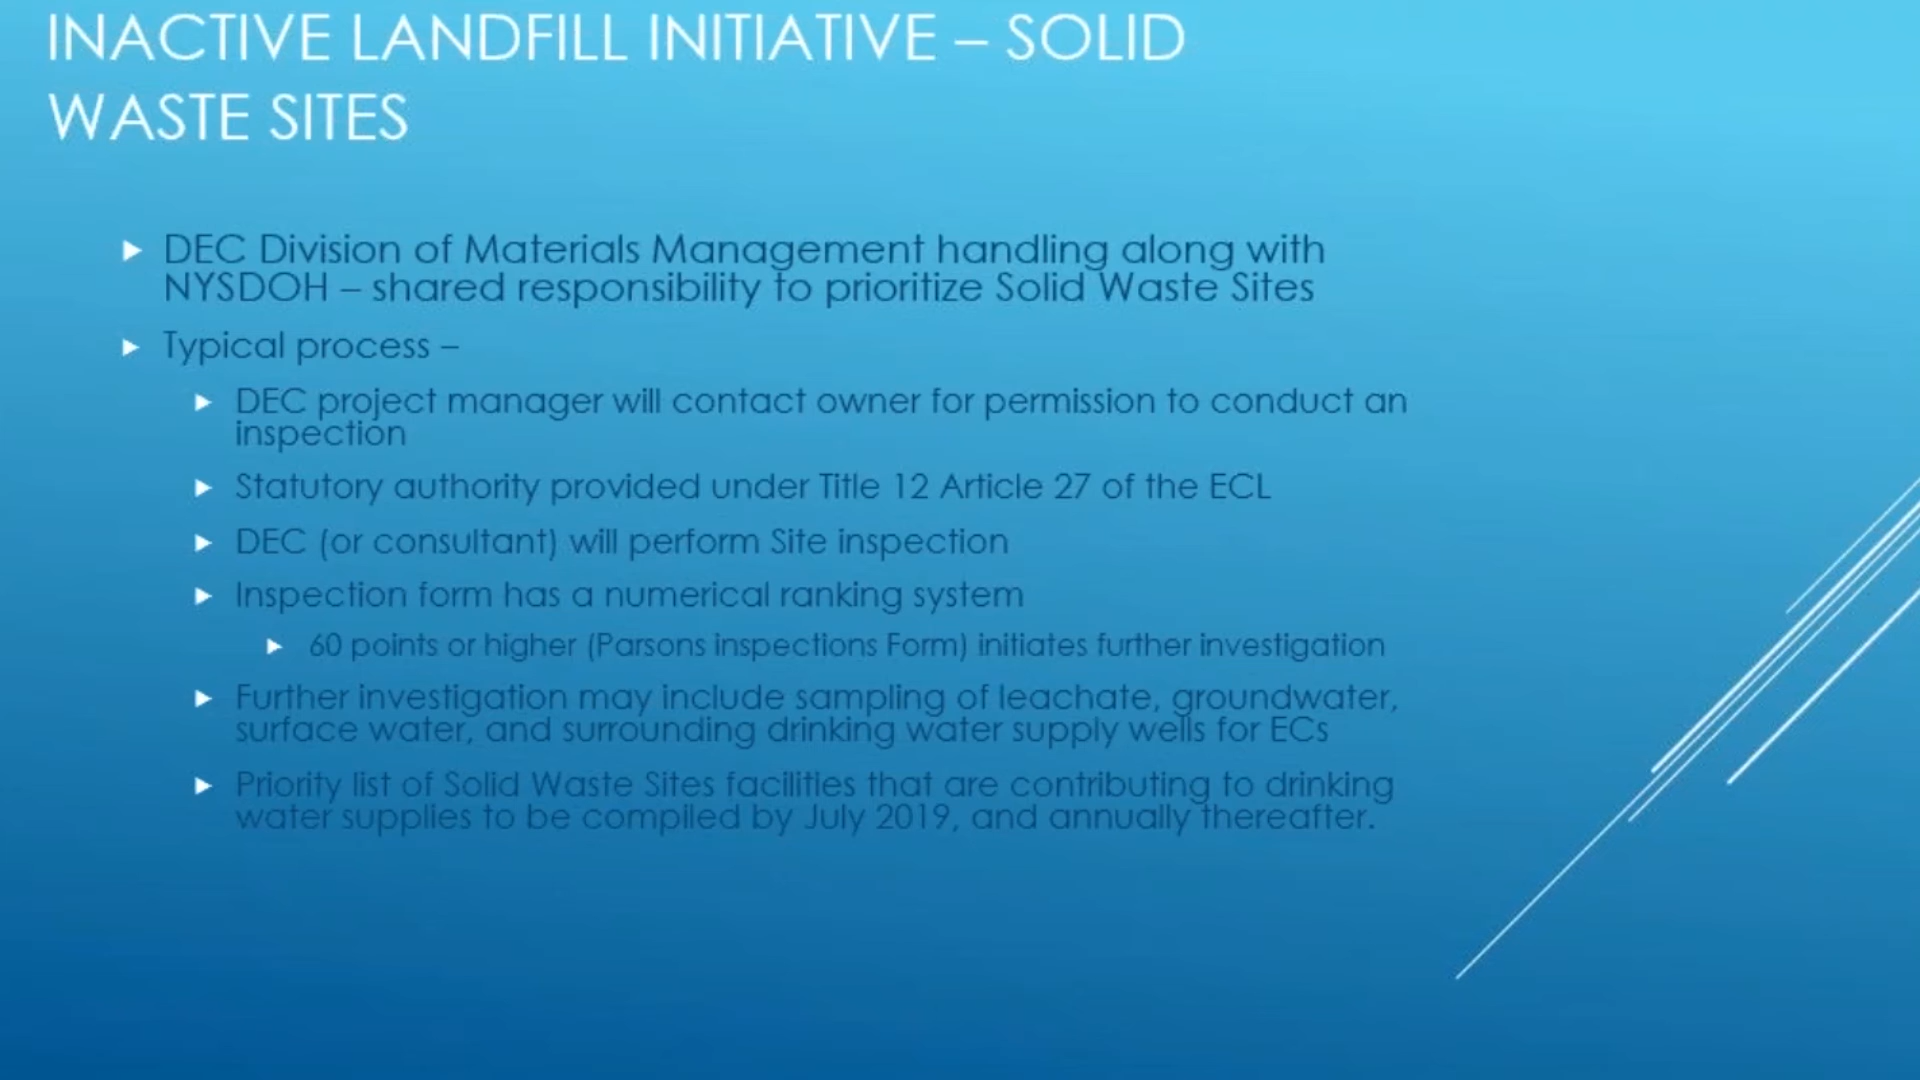 INACTIVE LANDFILL INITIATIVE – SOLID
WASTE SITES
DEC Division of Materials Management handling along with
NYSDOH – shared responsibility to prioritize Solid Waste Sites
Typical process –
DEC project manager will contact owner for permission to conduct an
inspection
Statutory authority provided under Title 12 Article 27 of the ECL
DEC (or consultant) will perform Site inspection
Inspection form has a numerical ranking system
60 points or higher (Parsons inspections Form) initiates further investigation
Further investigation may include sampling of leachate, groundwater,
surface water, and surrounding drinking water supply wells for ECs
Priority list of Solid Waste Sites facilities that are contributing to drinking
water supplies to be compiled by July 2019, and annually thereafter.